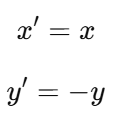 x′ = x
y′ = −y